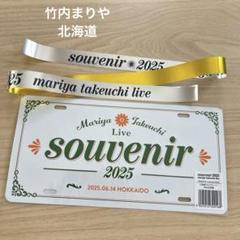 竹内まりや
北海道
souvenir 2025
mariya takeuchi live
Mariya Takeuchi
Live
souvenir
2025
2025.06.14 HOKKAIDO